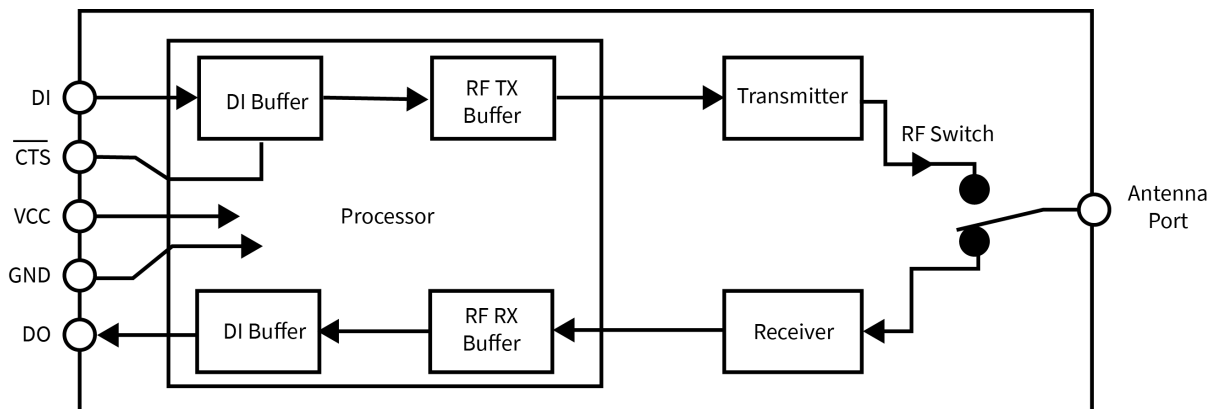 DI
DI Buffer
RF TX
Buffer
Transmitter
CTS
RF Switch
VCC
Processor
Antenna
Port
GND
DO
DI Buffer
RF RX
Buffer
Receiver